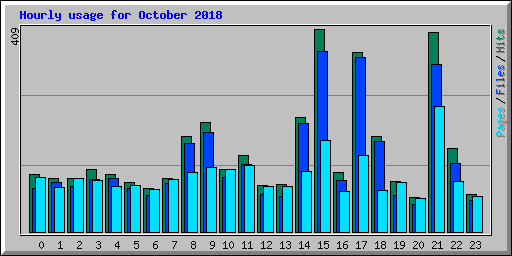 Hourly usage for October 2018
409
Pages / Files / Hits
0 1 2 3 4 5 6 7 8 9 10 11 12 13 14 15 16 17 18 19 20 21 22 23